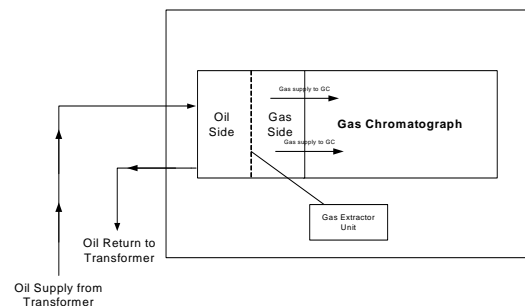 Gas supply to GC
Oil
Side
Gas
Side
Gas Chromatograph
Gas supply to GC
Gas Extractor
Unit
Oil Return to
Transformer
Oil Supply from
Transformer